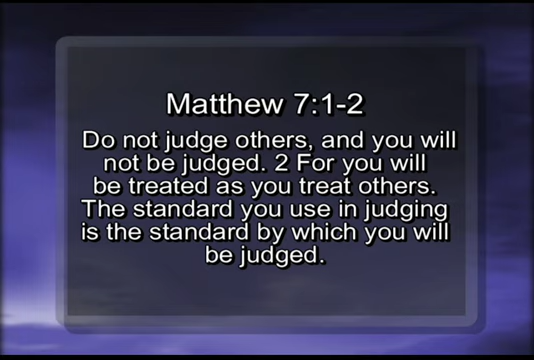 Matthew 7:1-2
Do not judge others, and you will
not be judged. 2 For you will
be treated as you treat others.
The standard you use in judging
is the standard by which you will
be judged.